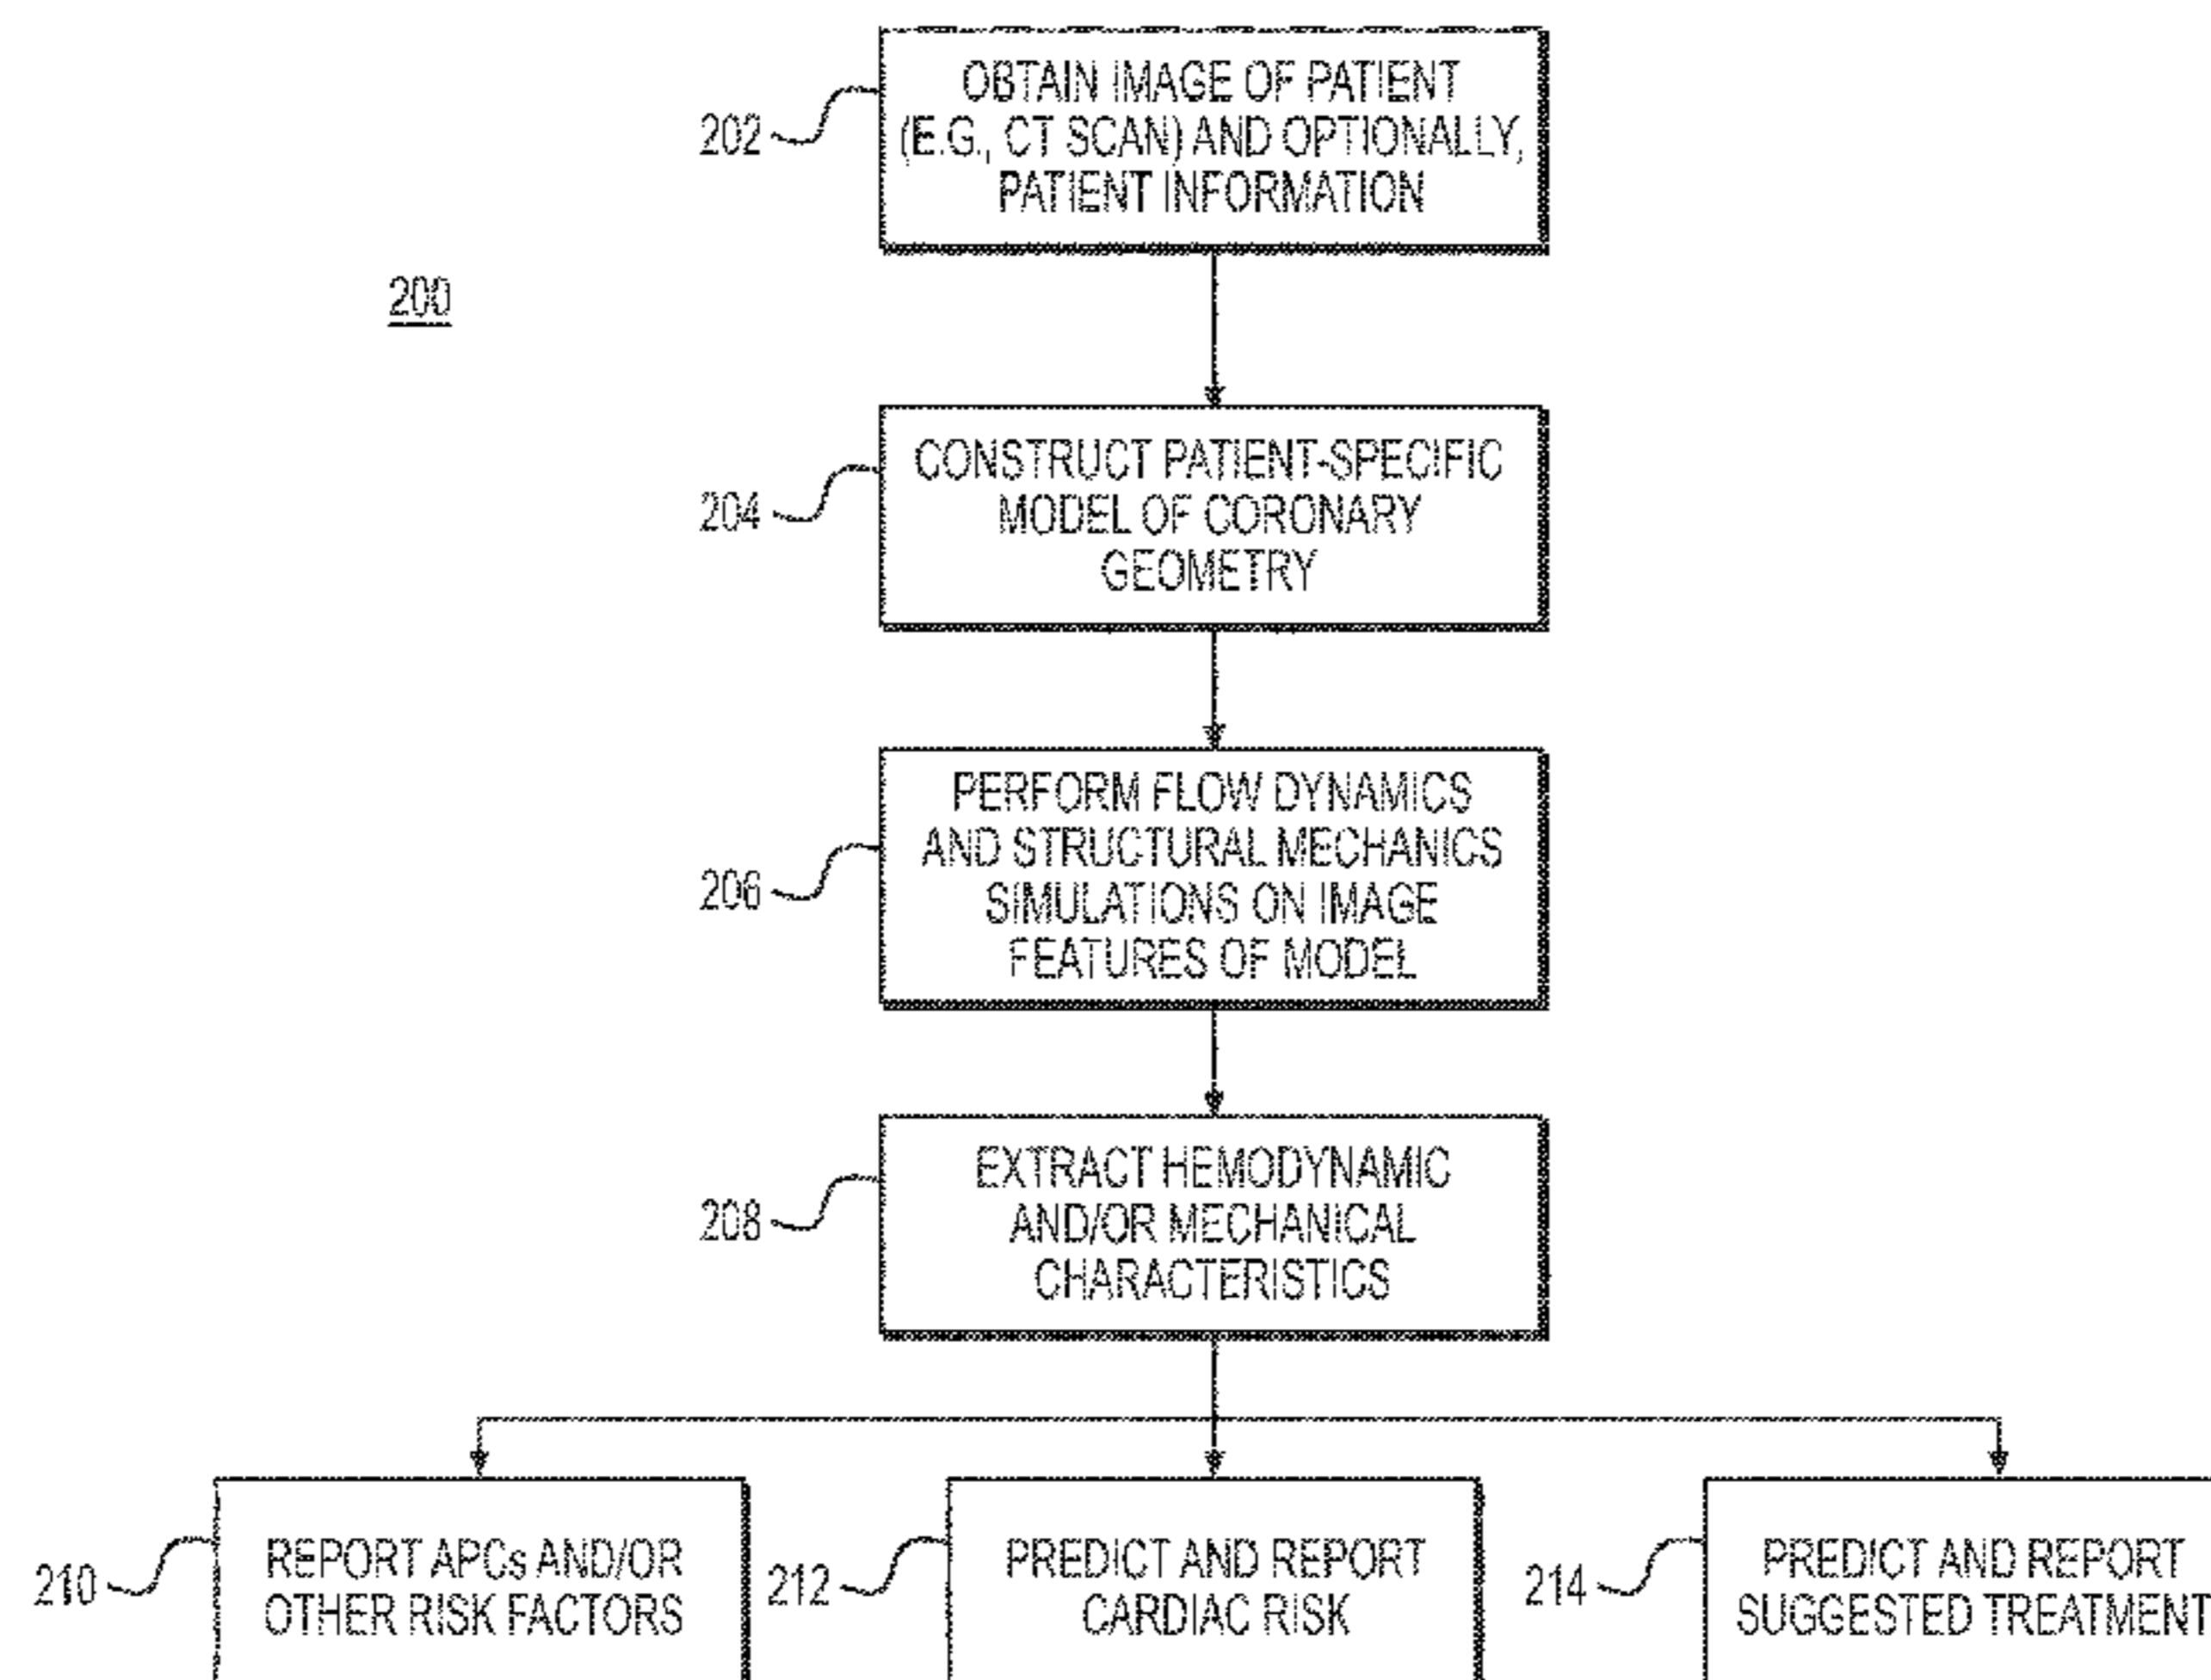 OBTAIN IMAGE OF PATIENT
(E.G., CT SCAN) AND OPTIONALLY,
PATIENT INFORMATION
202
200
CONSTRUCT PATIENT-SPECIFIC
MODEL OF CORONARY
GEOMETRY
204
PERFORM FLOW DYNAMICS
AND STRUCTURAL MECHANICS
SIMULATIONS ON IMAGE
FEATURES OF MODEL
206
EXTRACT HEMODYNAMIC
AND/OR MECHANICAL
CHARACTERISTICS
208
210
REPORT APCs AND/OR
OTHER RISK FACTORS
212
PREDICT AND REPORT
CARDIAC RISK
214
PREDICT AND REPORT
SUGGESTED TREATMENT